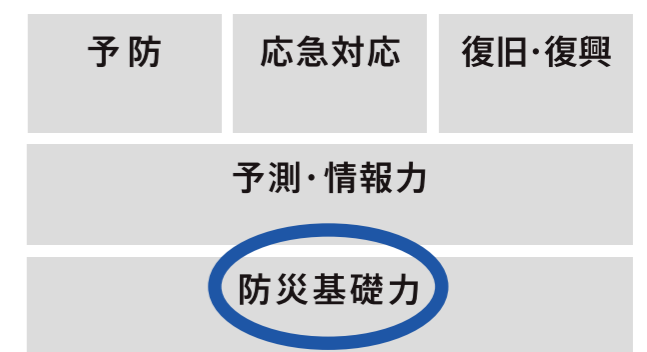 予防
応急対応
復旧・復興
予測・情報力
防災基礎力